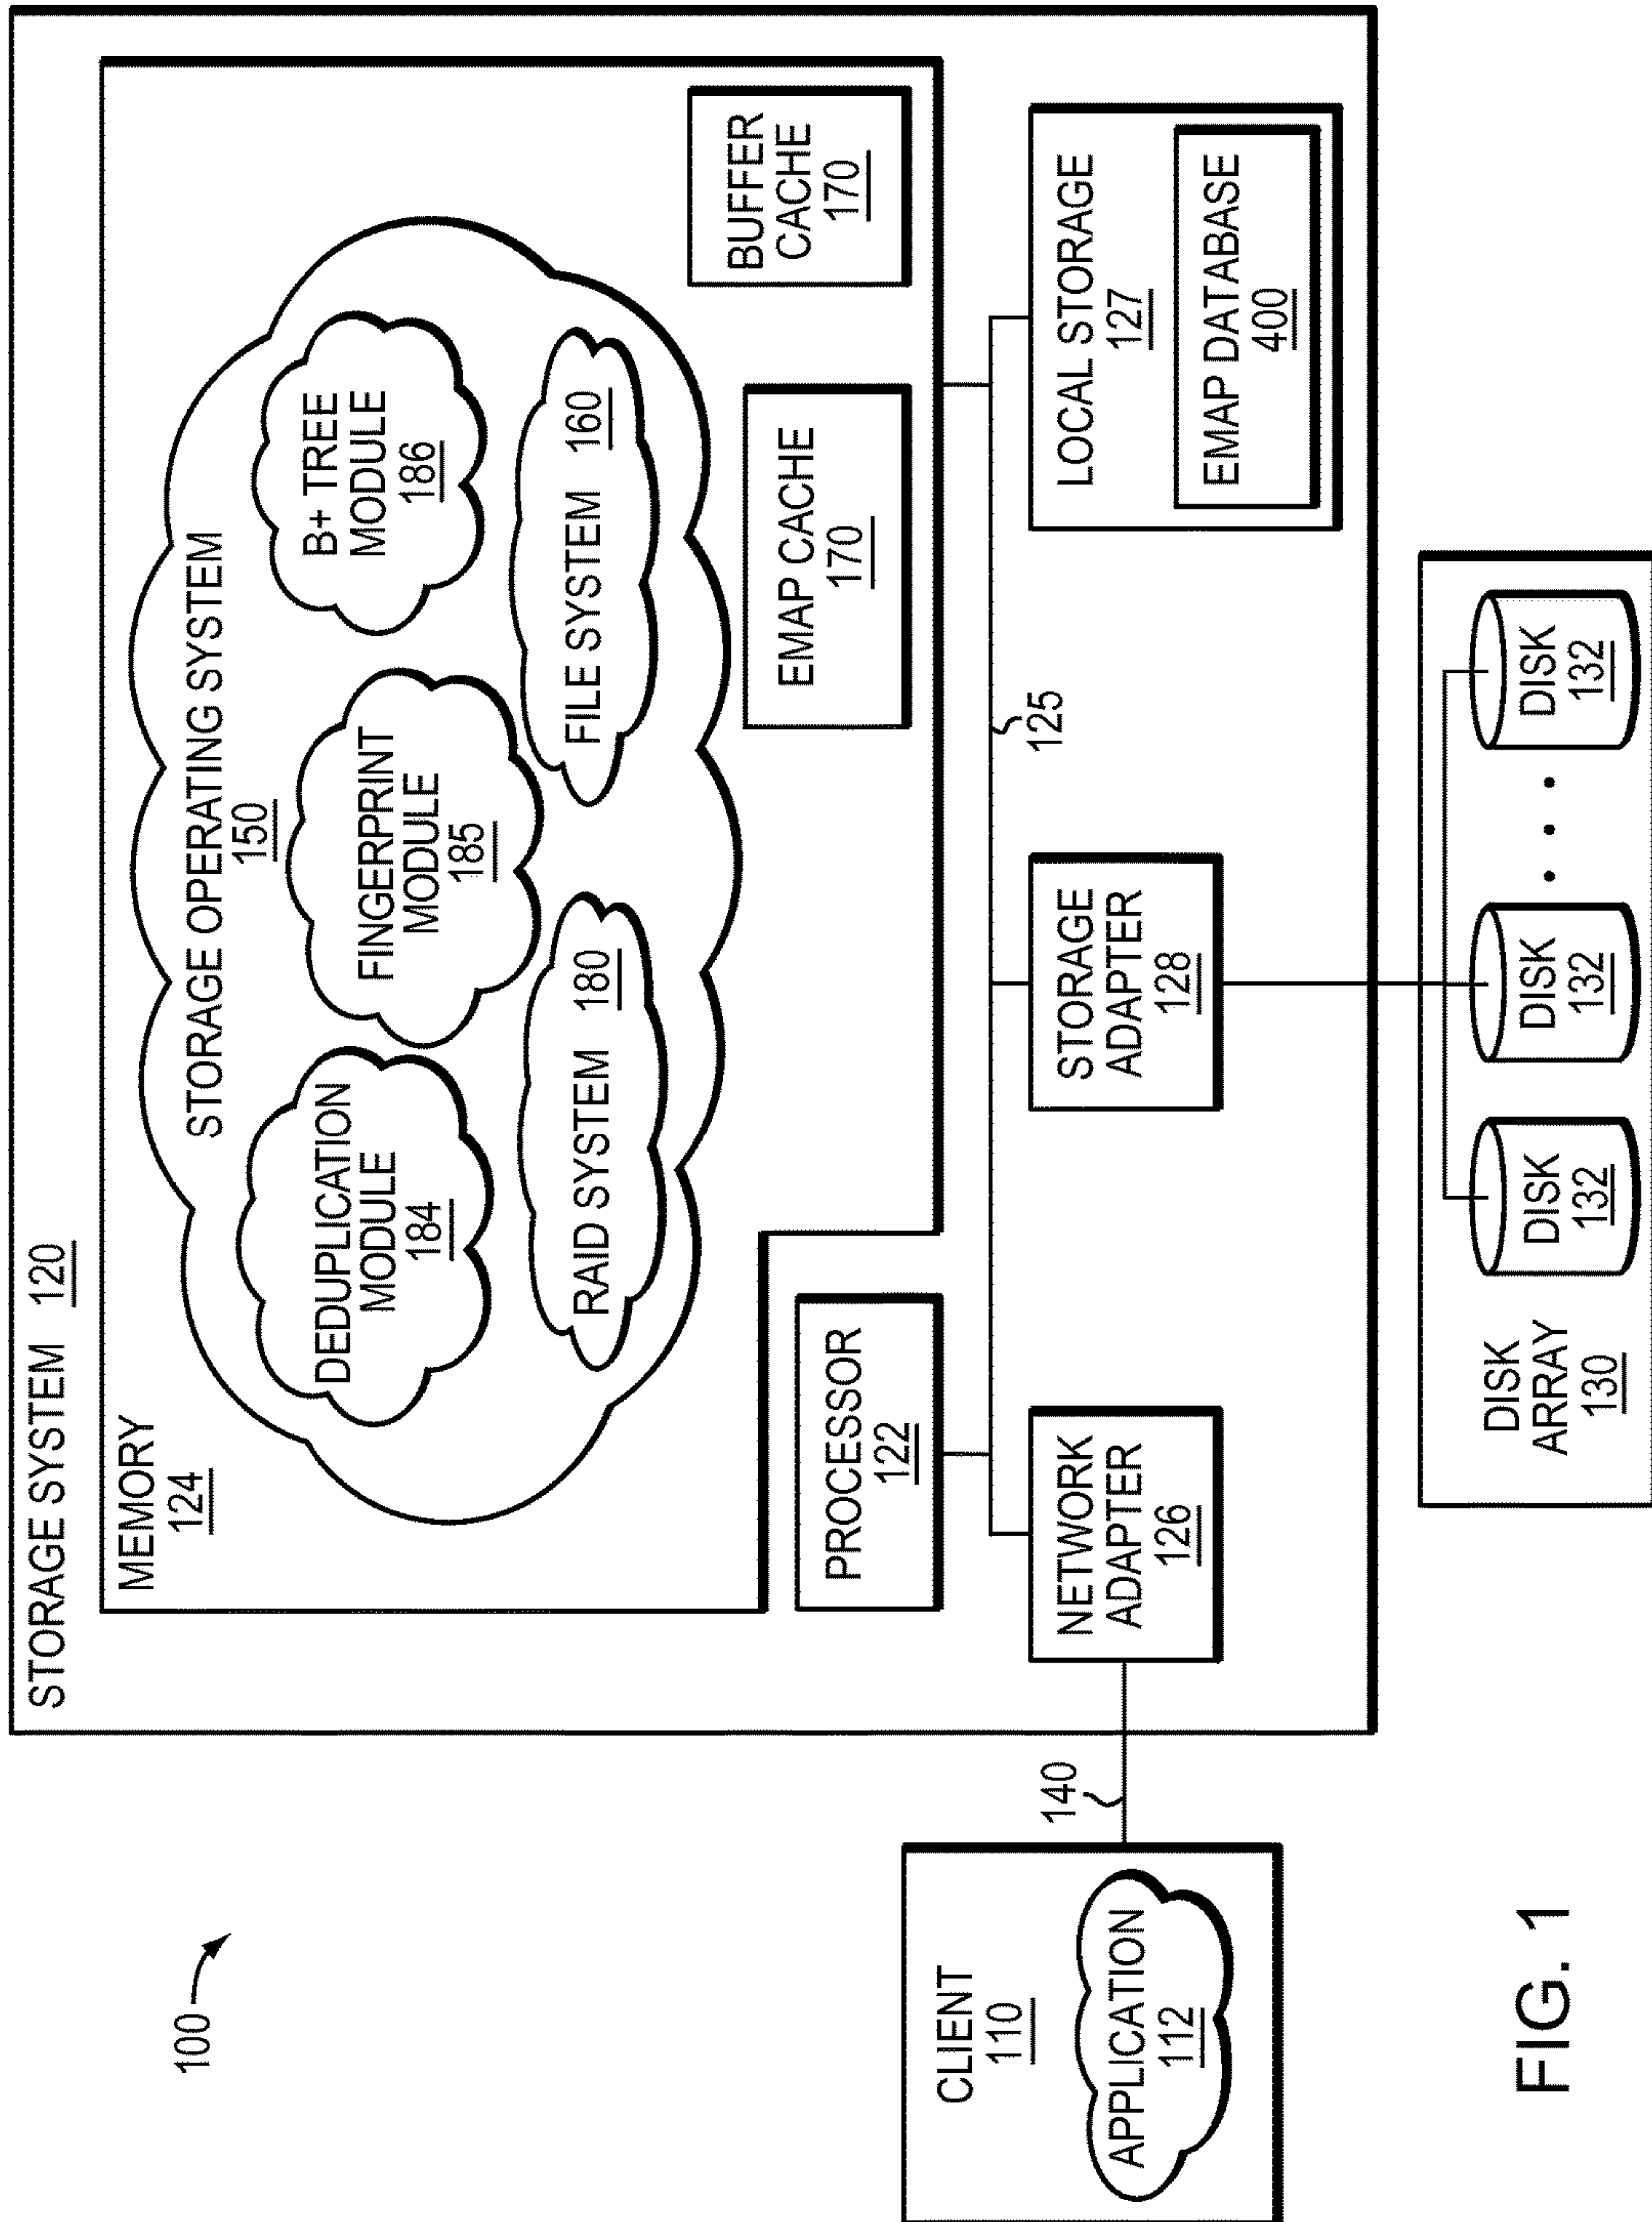 100
STORAGE SYSTEM 120
MEMORY
124
STORAGE OPERATING SYSTEM
150
DEDUPLICATION
MODULE
184
FINGERPRINT
MODULE
185
B+ TREE
MODULE
186
RAID SYSTEM 180
FILE SYSTEM 160
EMAP CACHE
170
BUFFER
CACHE
170
PROCESSOR
122
125
NETWORK
ADAPTER
126
STORAGE
ADAPTER
128
LOCAL STORAGE
127
EMAP DATABASE
400
140
CLIENT
110
APPLICATION
112
DISK
ARRAY
130
DISK
132
DISK
132
DISK
132
FIG. 1